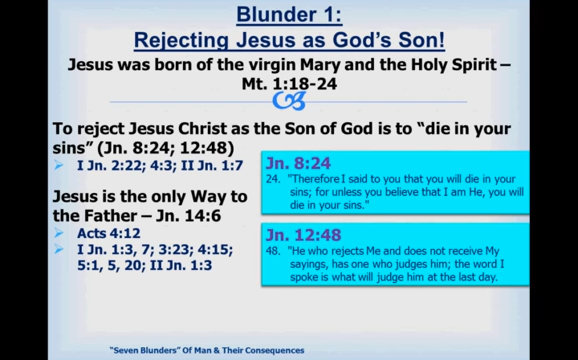 Blunder 1:
Rejecting Jesus as God's Son!
Jesus was born of the virgin Mary and the Holy Spirit –
Mt. 1:18-24
To reject Jesus Christ as the Son of God is to "die in your
sins" (Jn. 8:24; 12:48)
I Jn. 2:22; 4:3; II Jn. 1:7
Jesus is the only Way to
the Father – Jn. 14:6
Acts 4:12
I Jn. 1:3, 7; 3:23; 4:15;
5:1, 5, 20; II Jn. 1:3
Jn. 8:24
24. "Therefore I said to you that you will die in your
sins; for unless you believe that I am He, you will
die in your sins."
Jn. 12:48
48. "He who rejects Me and does not receive My
sayings, has one who judges him; the word I
spoke is what will judge him at the last day.
"Seven Blunders" Of Man & Their Consequences